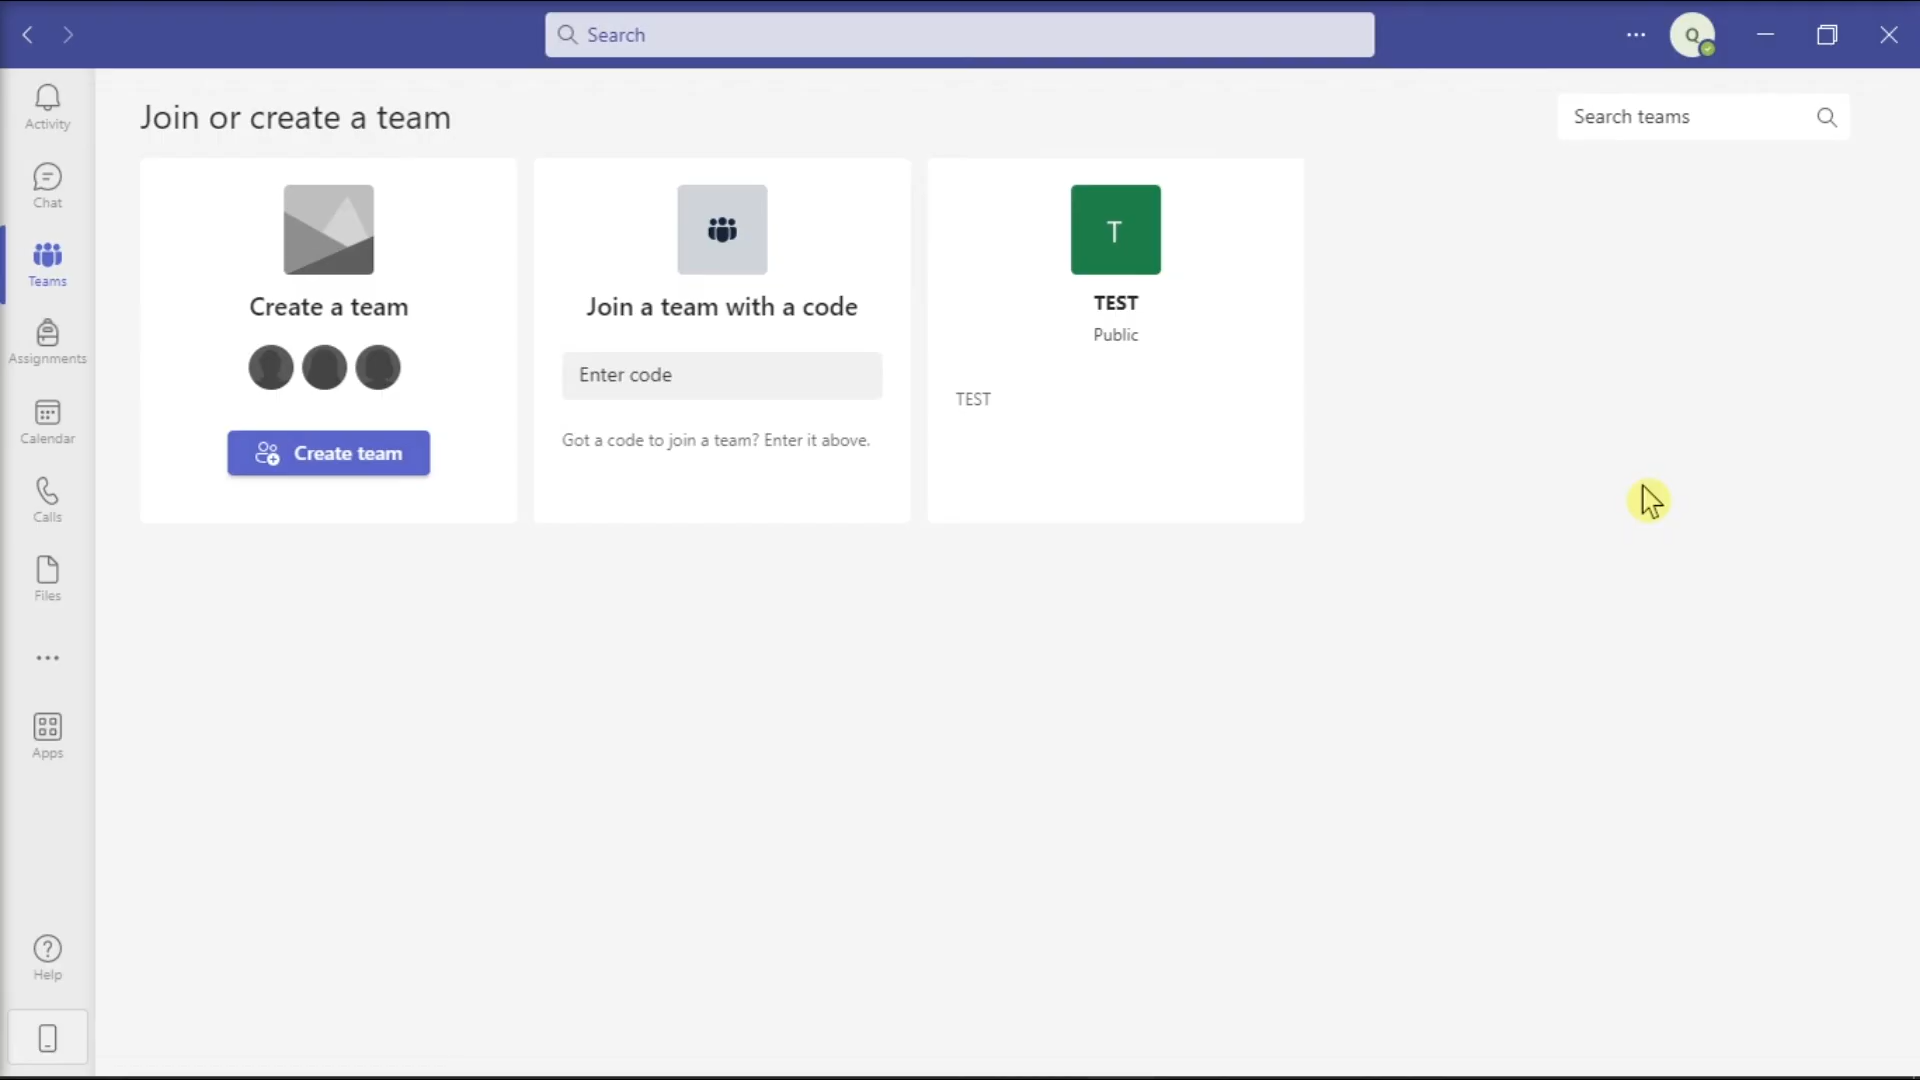 Search
Q
Activity
Chat
Teams
Assignments
Calendar
Calls
Files
Apps
Help
Join or create a team
Search teams
Create a team
Create team
Join a team with a code
Enter code
Got a code to join a team? Enter it above.
T
TEST
Public
TEST